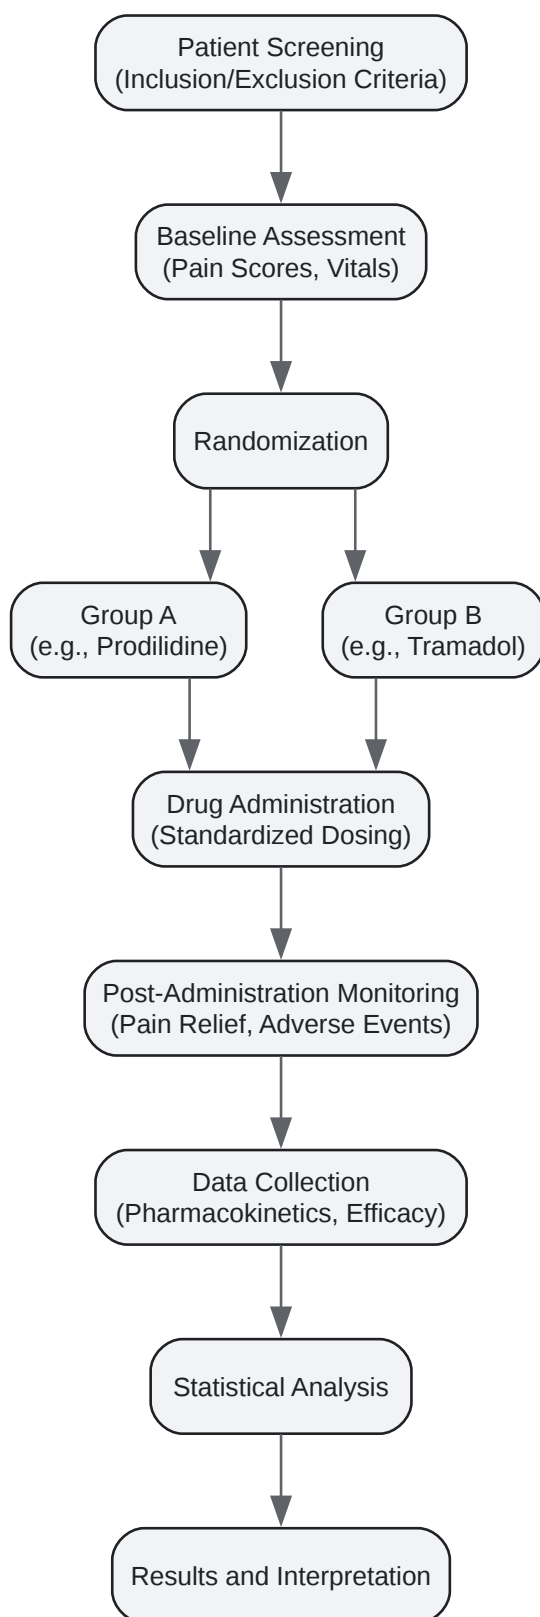 Patient Screening
(Inclusion/Exclusion Criteria)
Baseline Assessment
(Pain Scores, Vitals)
Randomization
Group A
(e.g., Prodilidine)
Group B
(e.g., Tramadol)
Drug Administration
(Standardized Dosing)
Post-Administration Monitoring
(Pain Relief, Adverse Events)
Data Collection
(Pharmacokinetics, Efficacy)
Statistical Analysis
Results and Interpretation